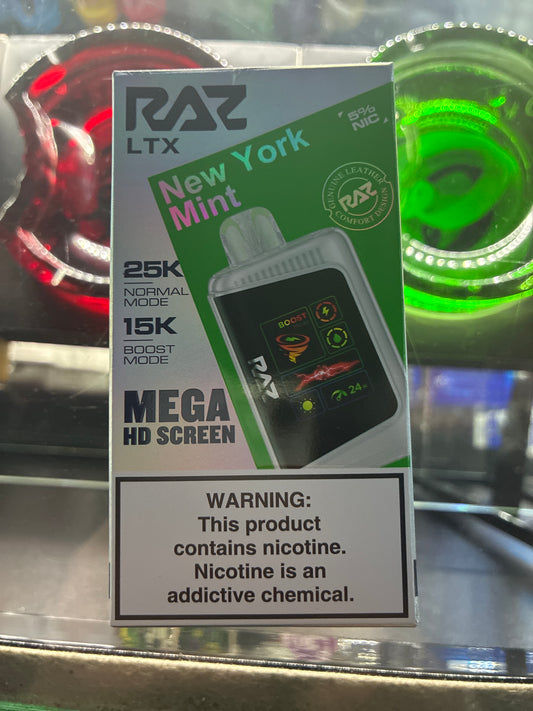 RAZ
LTX
5%
NIC
New York
Mint
GENUINE LEATHER
RAZ
COMFORT DESIGN
25K
NORMAL
MODE
15K
BOOST
MODE
MEGA
HD SCREEN
BOOST
RAZ
24
WARNING:
This product
contains nicotine.
Nicotine is an
addictive chemical.